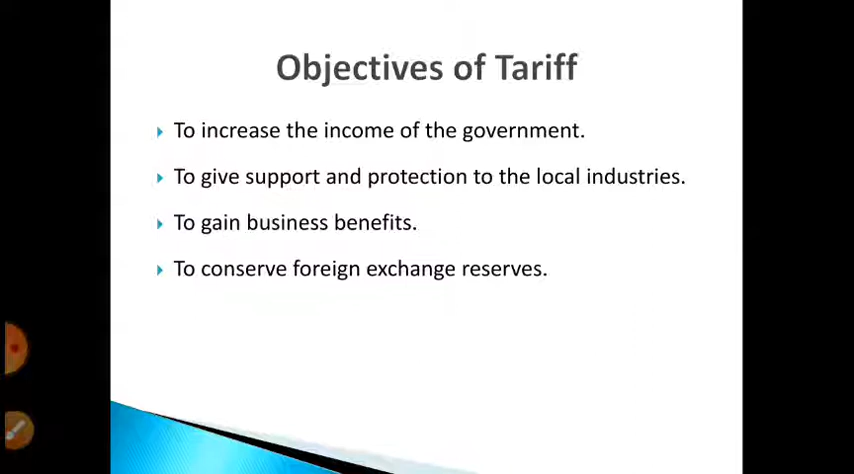 Objectives of Tariff
To increase the income of the government.
To give support and protection to the local industries.
To gain business benefits.
To conserve foreign exchange reserves.